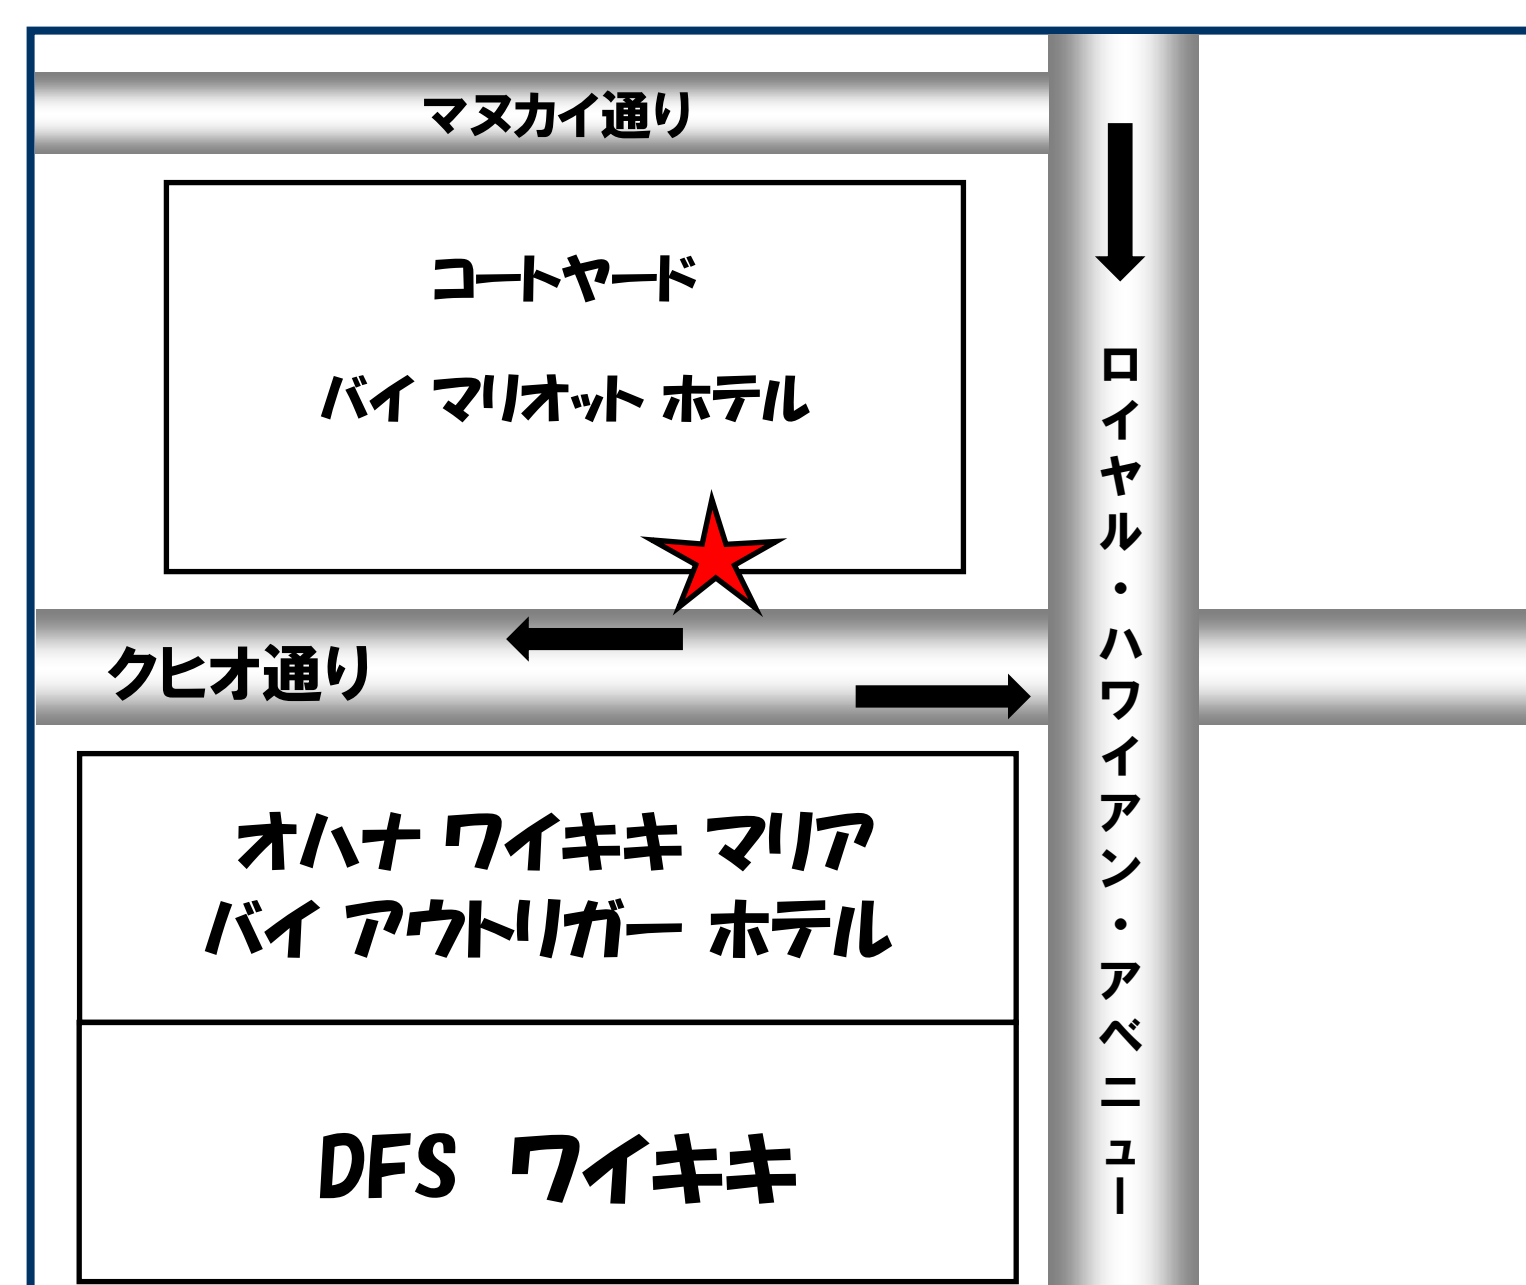 マヌカイ通り
コートヤード
バイ マリオット ホテル
ロイヤル・ハワイアン・アベニュー
クヒオ通り
オハナ ワイキキ マリア
バイ アウトリガー ホテル
DFS ワイキキ